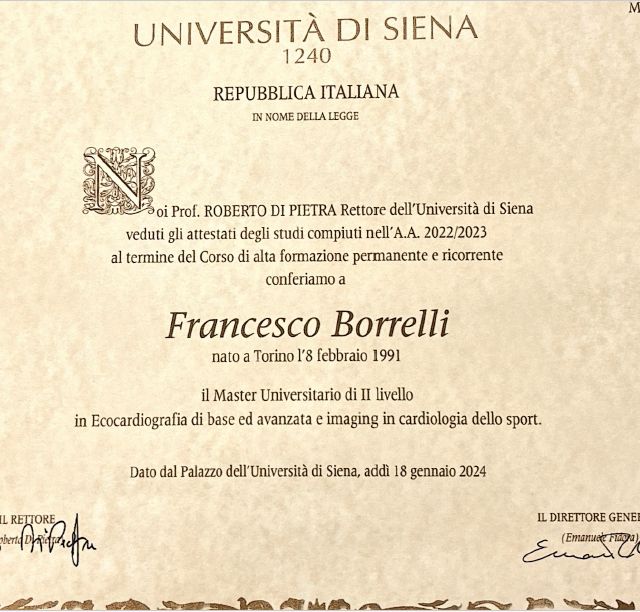 M
UNIVERSITÀ DI SIENA
1240
REPUBBLICA ITALIANA
IN NOME DELLA LEGGE
Noi Prof. ROBERTO DI PIETRA Rettore dell'Università di Siena
veduti gli attestati degli studi compiuti nell'A.A. 2022/2023
al termine del Corso di alta formazione permanente e ricorrente
conferiamo a
Francesco Borrelli
nato a Torino l'8 febbraio 1991
il Master Universitario di II livello
in Ecocardiografia di base ed avanzata e imaging in cardiologia dello sport.
Dato dal Palazzo dell'Università di Siena, addì 18 gennaio 2024
IL RETTORE
IL DIRETTORE GENE
(Emanuele